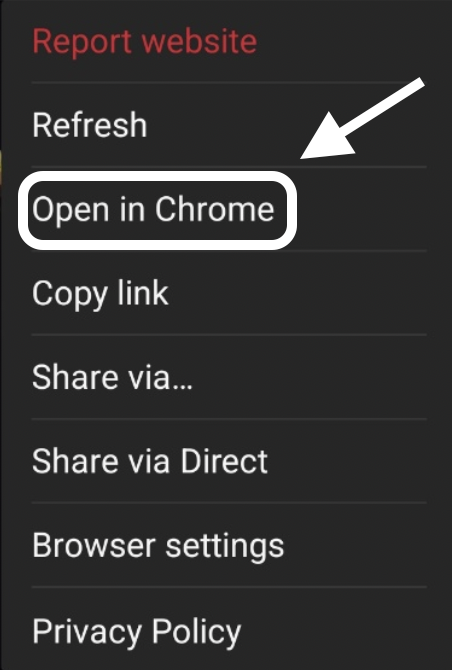 Report website
Refresh
Open in Chrome
Copy link
Share via...
Share via Direct
Browser settings
Privacy Policy